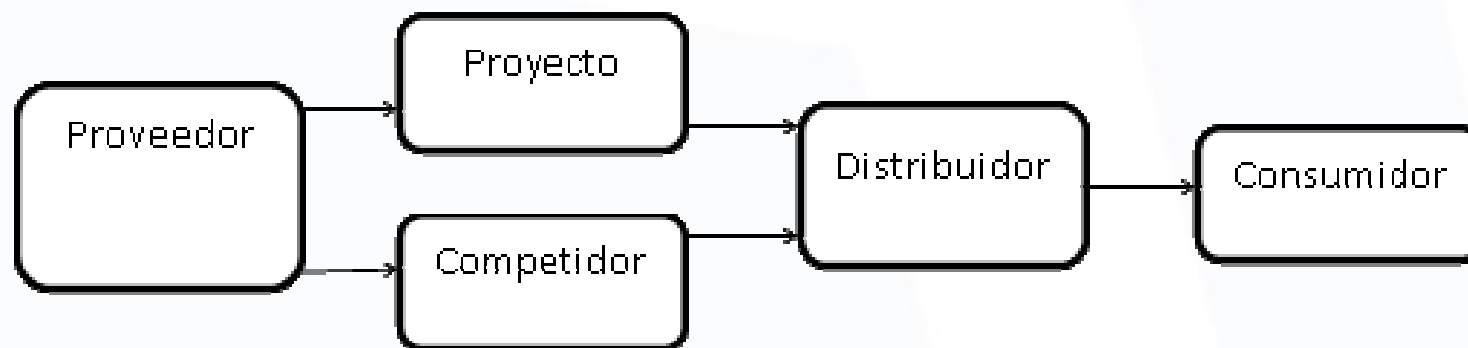 Proveedor
Proyecto
Competidor
Distribuidor
Consumidor